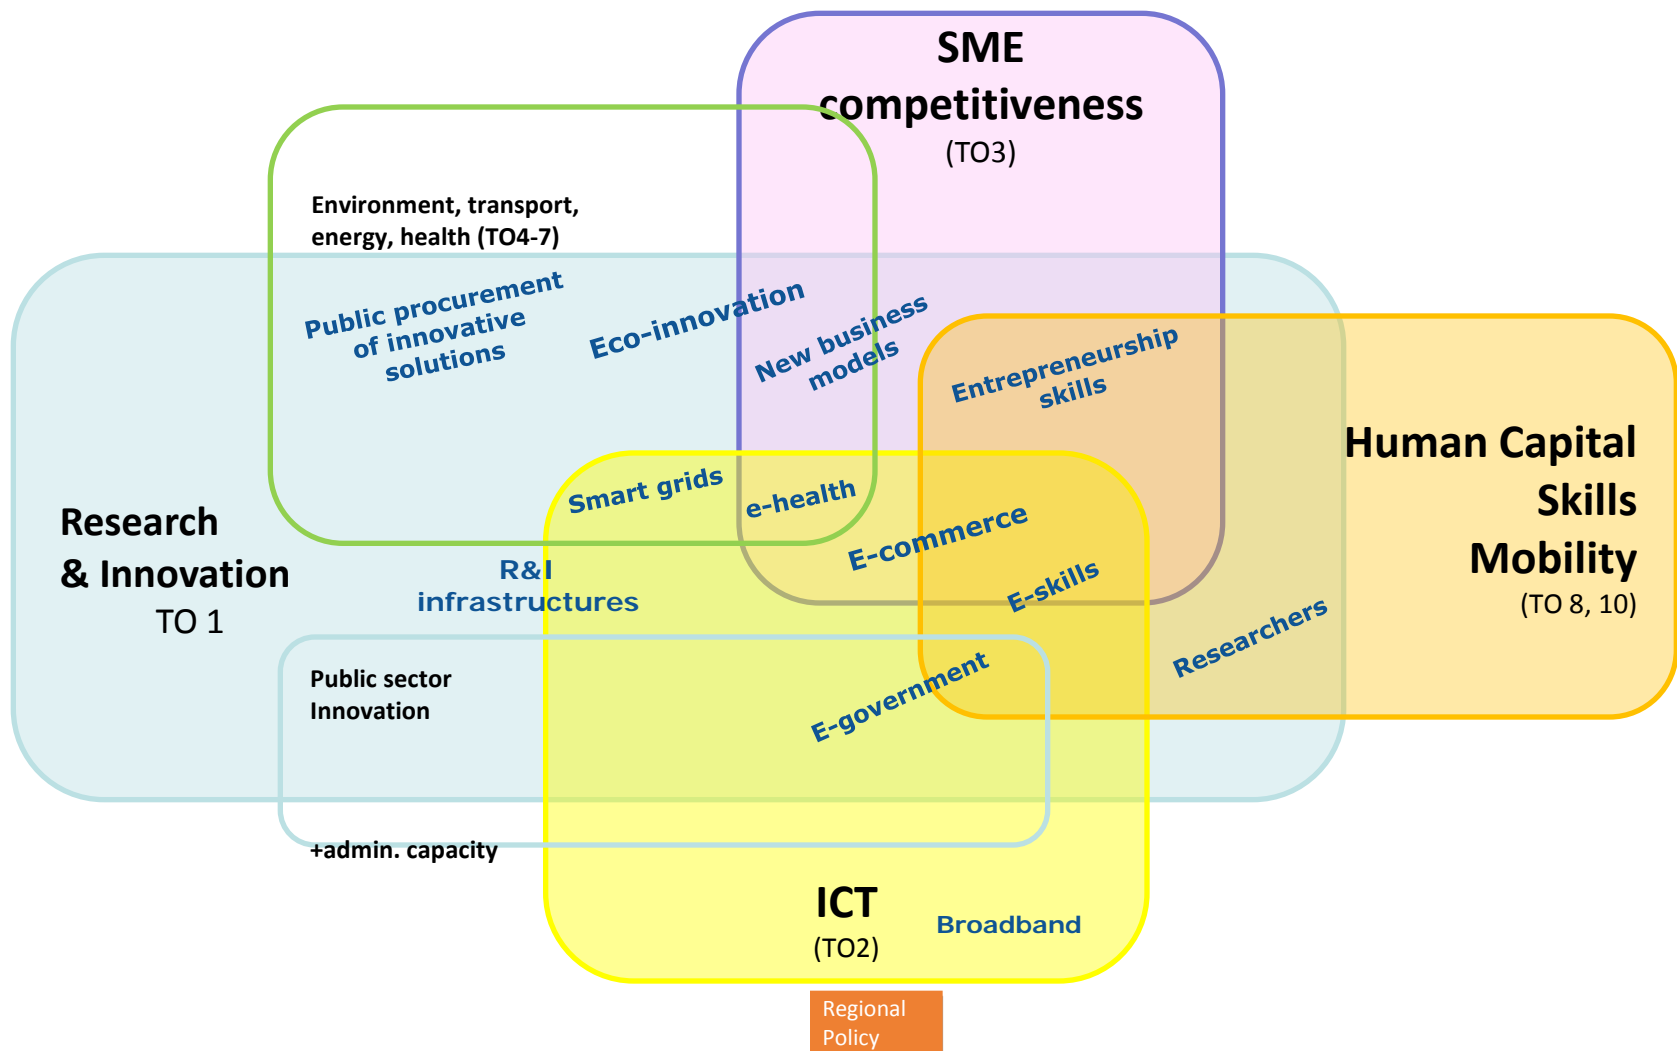 SME
competitiveness
(TO3)
Environment, transport,
energy, health (TO4-7)
Public procurement
of innovative
solutions
Eco-innovation
New business
models
Entrepreneurship
skills
Human Capital
Skills
Mobility
(TO 8, 10)
Smart grids
e-health
E-commerce
Research
& Innovation
TO 1
R&I
infrastructures
E-skills
Researchers
Public sector
Innovation
E-government
+admin. capacity
ICT
(TO2)
Broadband
Regional
Policy